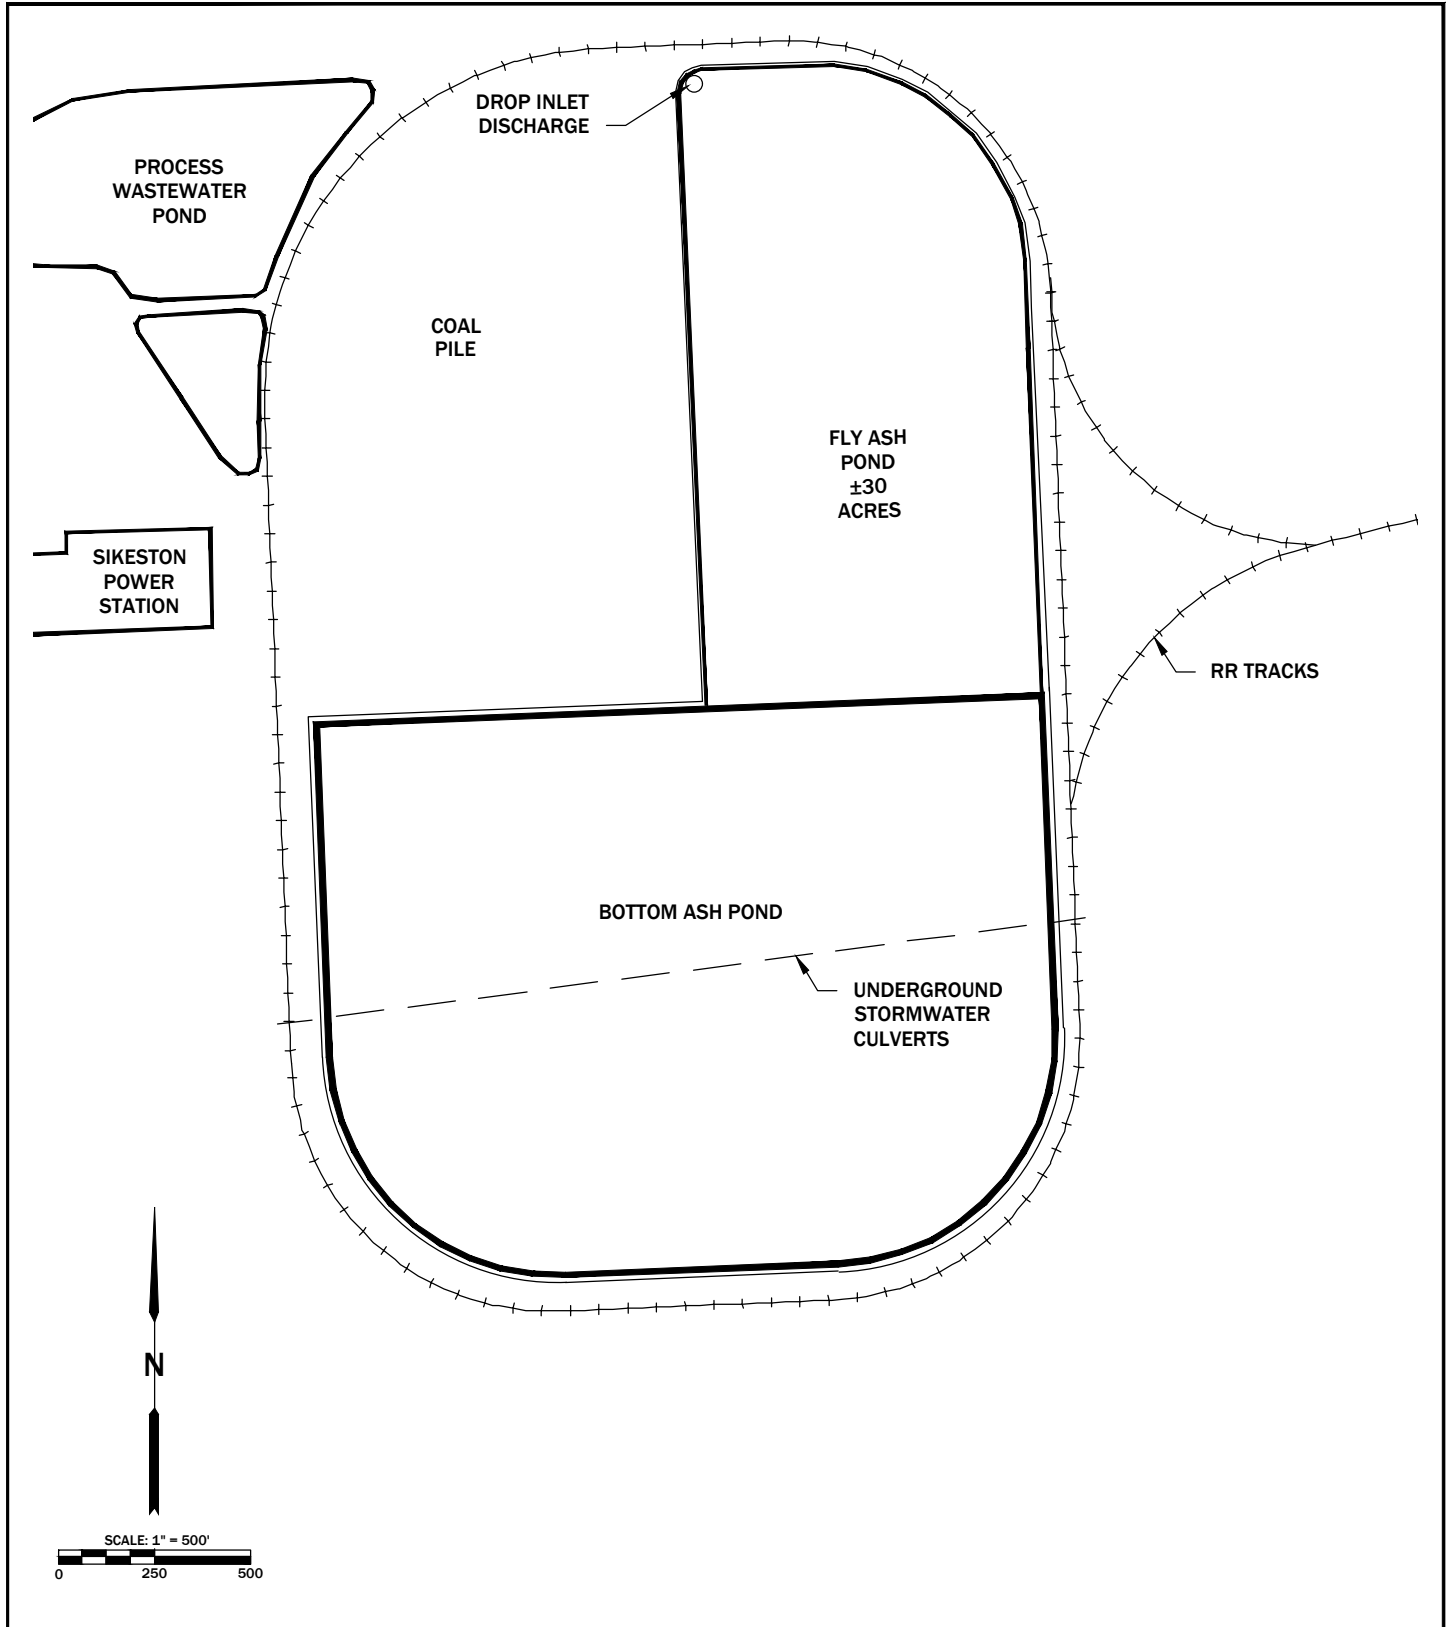 DROP INLET
DISCHARGE
PROCESS
WASTEWATER
POND
COAL
PILE
FLY ASH
POND
±30
ACRES
SIKESTON
POWER
STATION
RR TRACKS
BOTTOM ASH POND
UNDERGROUND
STORMWATER
CULVERTS
N
SCALE: 1" = 500'
0 250 500